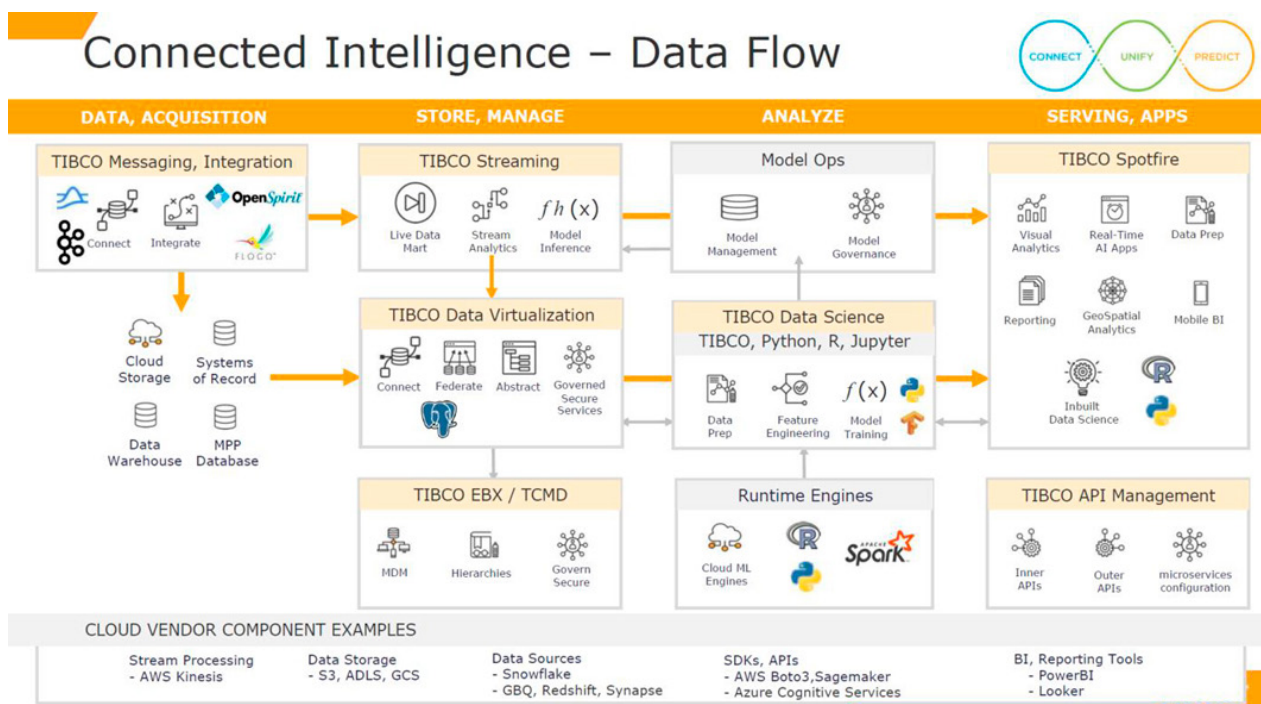 Connected Intelligence – Data Flow
CONNECT
UNIFY
PREDICT
DATA, ACQUISITION
STORE, MANAGE
ANALYZE
SERVING, APPS
TIBCO Messaging, Integration
OpenSpirit
Connect
Integrate
FLOGO
Cloud
Storage
Systems
of Record
Data
Warehouse
MPP
Database
TIBCO Streaming
fh(x)
Live Data
Mart
Stream
Analytics
Model
Inference
TIBCO Data Virtualization
Connect
Federate
Abstract
Governed
Secure
Services
TIBCO EBX / TCMD
MDM
Hierarchies
Govern
Secure
Model Ops
Model
Management
Model
Governance
TIBCO Data Science
TIBCO, Python, R, Jupyter
f(x)
Data
Prep
Feature
Engineering
Model
Training
Runtime Engines
Cloud ML
Engines
R
APACHE
Spark
TIBCO Spotfire
Visual
Analytics
Real-Time
AI Apps
Data Prep
Reporting
GeoSpatial
Analytics
Mobile BI
Inbuilt
Data Science
R
TIBCO API Management
Inner
APIs
Outer
APIs
microservices
configuration
CLOUD VENDOR COMPONENT EXAMPLES
Stream Processing
- AWS Kinesis
Data Storage
- S3, ADLS, GCS
Data Sources
- Snowflake
- GBQ, Redshift, Synapse
SDKs, APIs
- AWS Boto3,Sagemaker
- Azure Cognitive Services
BI, Reporting Tools
- PowerBI
- Looker